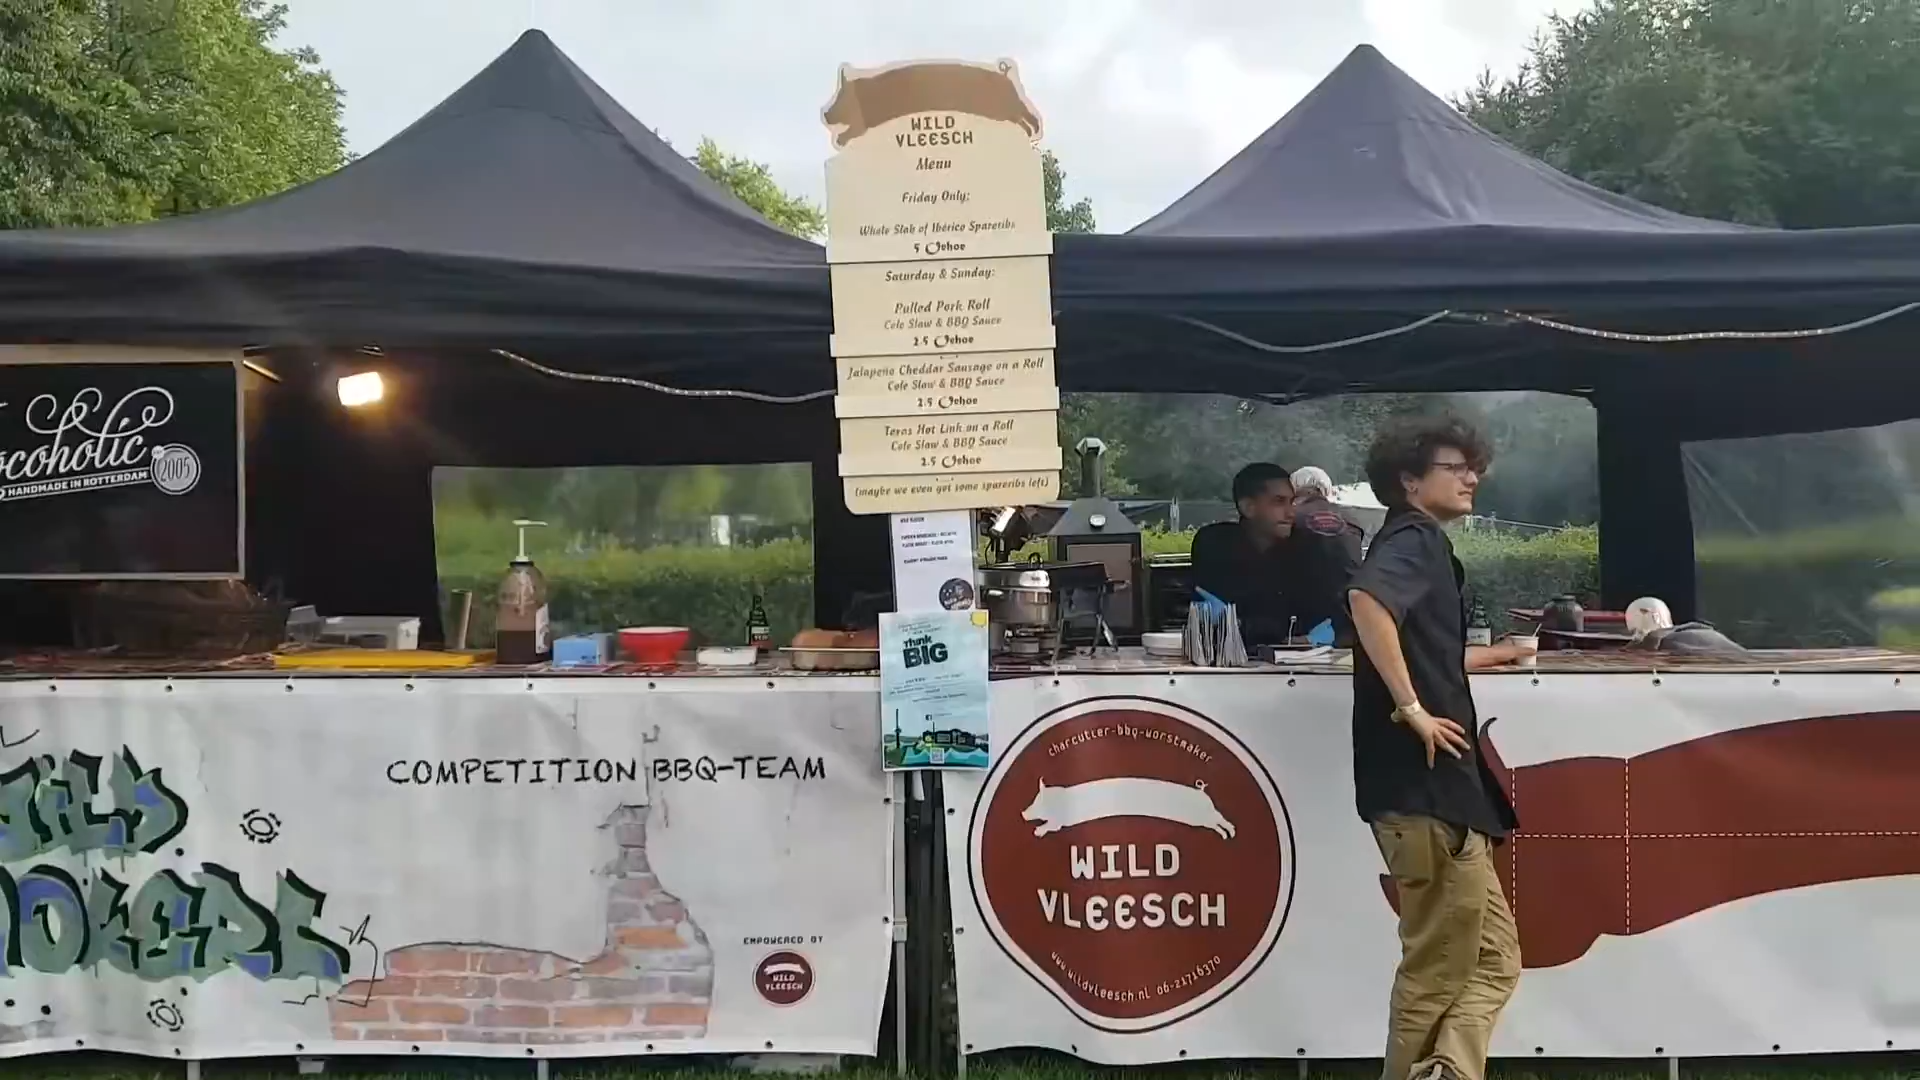 WILD
VLEESCH
Menu
Friday Only:
Whole Slab of Ibérico Spareribs
5
Saturday & Sunday:
Pulled Pork Roll
Cole Slaw & BBQ Sauce
2.5
Jalapeño Cheddar Sausage on a Roll
Cole Slaw & BBQ Sauce
2.5
Texas Hot Link on a Roll
Cole Slaw & BBQ Sauce
2.5
(maybe we even got some spareribs left)
ocoholic
HANDMADE IN ROTTERDAM
2005
Think
BIG
COMPETITION BBQ-TEAM
EMPOWERED BY
WILD
VLEESCH
charcutier-bbq-worstmaker
WILD
VLEESCH
www.wildvleesch.nl 06-21716370